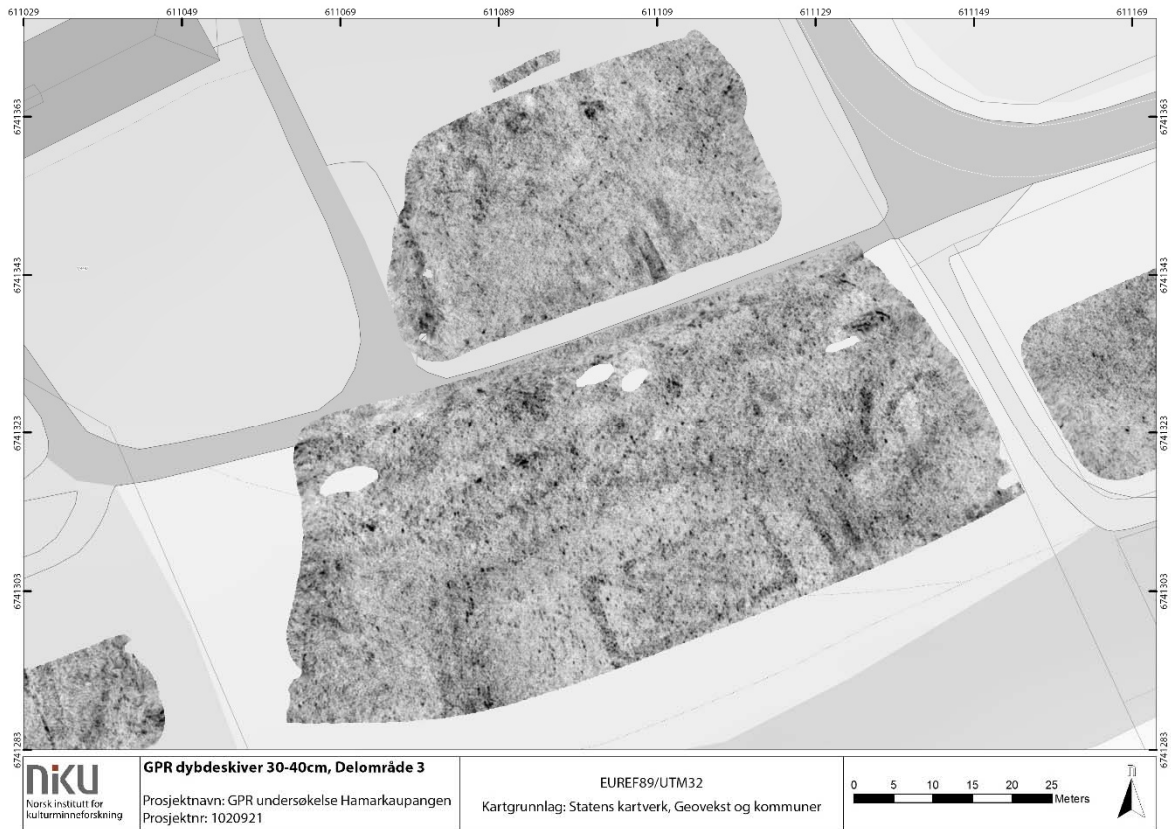 611029 611049 611069 611089 611109 611129 611149 611169
6741363 6741363
6741343 6741343
6741323 6741323
6741303 6741303
6741283 6741283
NIKU
Norsk institutt for
kulturminneforskning
GPR dybdeskiver 30-40cm, Delområde 3
Prosjektnavn: GPR undersøkelse Hamarkaupangen
Prosjektnr: 1020921
EUREF89/UTM32
Kartgrunnlag: Statens kartverk, Geovekst og kommuner
0 5 10 15 20 25
Meters